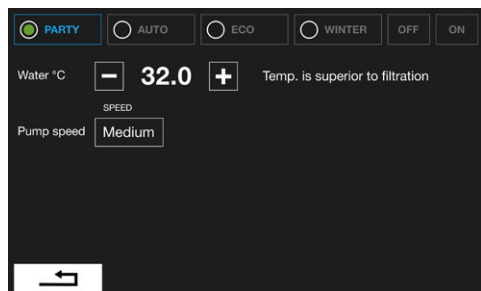 PARTY AUTO ECO WINTER OFF ON
Water °C − 32.0 + Temp. is superior to filtration
SPEED
Pump speed Medium